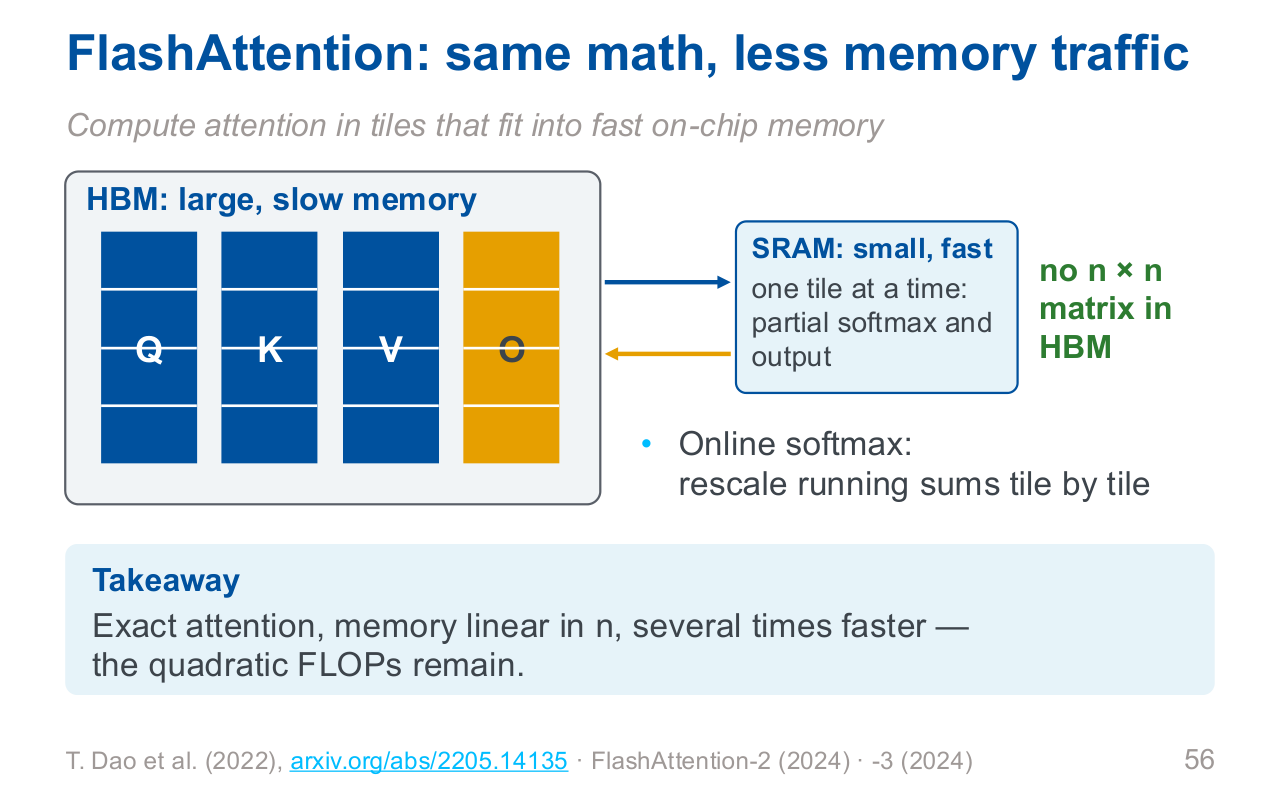 FlashAttention: same math, less memory traffic
Compute attention in tiles that fit into fast on-chip memory
HBM: large, slow memory
Q
K
V
O
SRAM: small, fast
one tile at a time:
partial softmax and
output
no n × n
matrix in
HBM
• Online softmax:
rescale running sums tile by tile
Takeaway
Exact attention, memory linear in n, several times faster —
the quadratic FLOPs remain.
T. Dao et al. (2022), arxiv.org/abs/2205.14135 · FlashAttention-2 (2024) · -3 (2024)
56